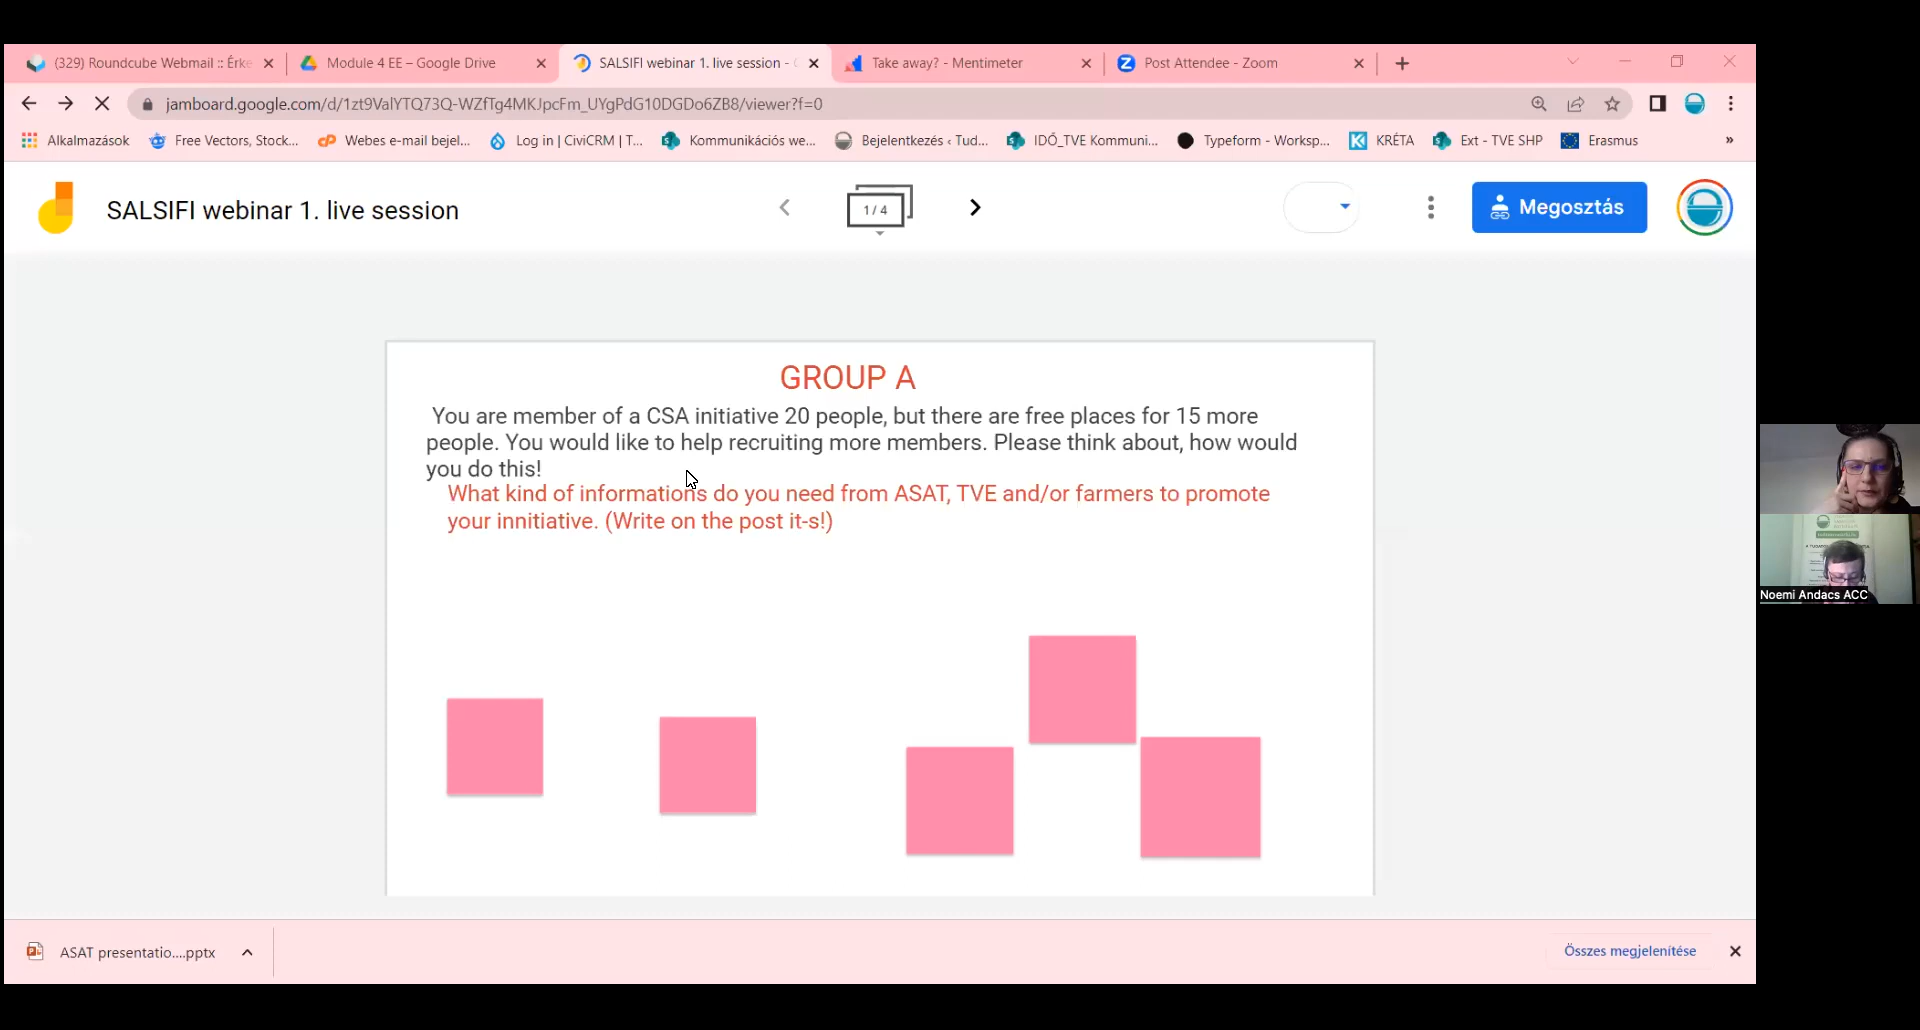 (329) Roundcube Webmail :: Érke
Module 4 EE – Google Drive
SALSIFI webinar 1. live session -
Take away? - Mentimeter
Post Attendee - Zoom
jamboard.google.com/d/1zt9ValYTQ73Q-WZfTg4MKJpcFm_UYgPdG10DGDo6ZB8/viewer?f=0
Alkalmazások
Free Vectors, Stock...
Webes e-mail bejel...
Log in | CiviCRM | T...
Kommunikációs we...
Bejelentkezés ‹ Tud...
IDŐ_TVE Kommuni...
Typeform - Worksp...
KRÉTA
Ext - TVE SHP
Erasmus
»
SALSIFI webinar 1. live session
1 / 4
Megosztás
GROUP A
You are member of a CSA initiative 20 people, but there are free places for 15 more
people. You would like to help recruiting more members. Please think about, how would
you do this!
What kind of informations do you need from ASAT, TVE and/or farmers to promote
your innitiative. (Write on the post it-s!)
Noemi Andacs ACC
ASAT presentatio....pptx
Összes megjelenítése